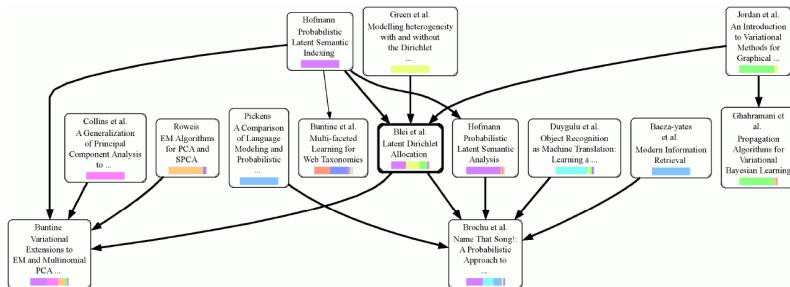 Hofmann
Probabilistic
Latent Semantic
Indexing
Green et al.
Modelling heterogeneity
with and without
the Dirichlet
...
Jordan et al.
An Introduction
to Variational
Methods for
Graphical ...
Collins et al.
A Generalization
of Principal
Component Analysis
to ...
Roweis
EM Algorithms
for PCA and
SPCA
Pickens
A Comparison
of Language
Modeling and
Probabilistic
...
Buntine et al.
Multi-faceted
Learning for
Web Taxonomies
Blei et al.
Latent Dirichlet
Allocation
Hofmann
Probabilistic
Latent Semantic
Analysis
Duygulu et al.
Object Recognition
as Machine Translation:
Learning a ...
Baeza-yates
et al.
Modern Information
Retrieval
Ghahramani et
al.
Propagation
Algorithms for
Variational
Bayesian Learning
Buntine
Variational
Extensions to
EM and Multinomial
PCA ...
Brochu et al.
Name That Song!:
A Probabilistic
Approach to
...